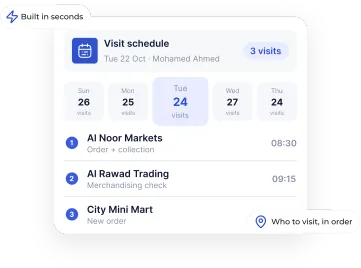 Built in seconds
Visit schedule
Tue 22 Oct · Mohamed Ahmed
3 visits
Sun
26
visits
Mon
25
visits
Tue
24
visits
Wed
27
visits
Thu
24
visits
1
Al Noor Markets
Order + collection
08:30
2
Al Rawad Trading
Merchandising check
09:15
3
City Mini Mart
New order
Who to visit, in order